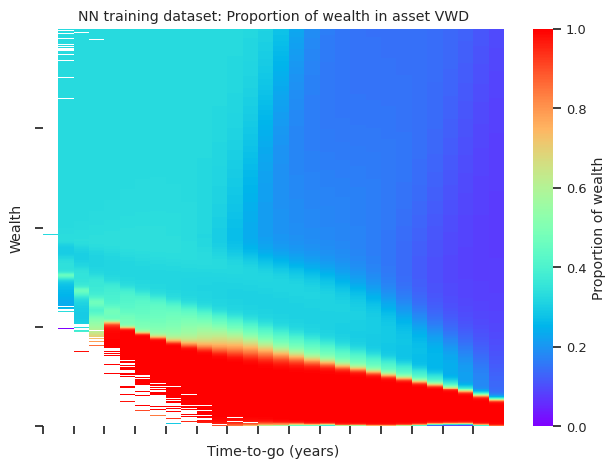 NN training dataset: Proportion of wealth in asset VWD
Wealth
Time-to-go (years)
1.0
0.8
0.6
0.4
0.2
0.0
Proportion of wealth